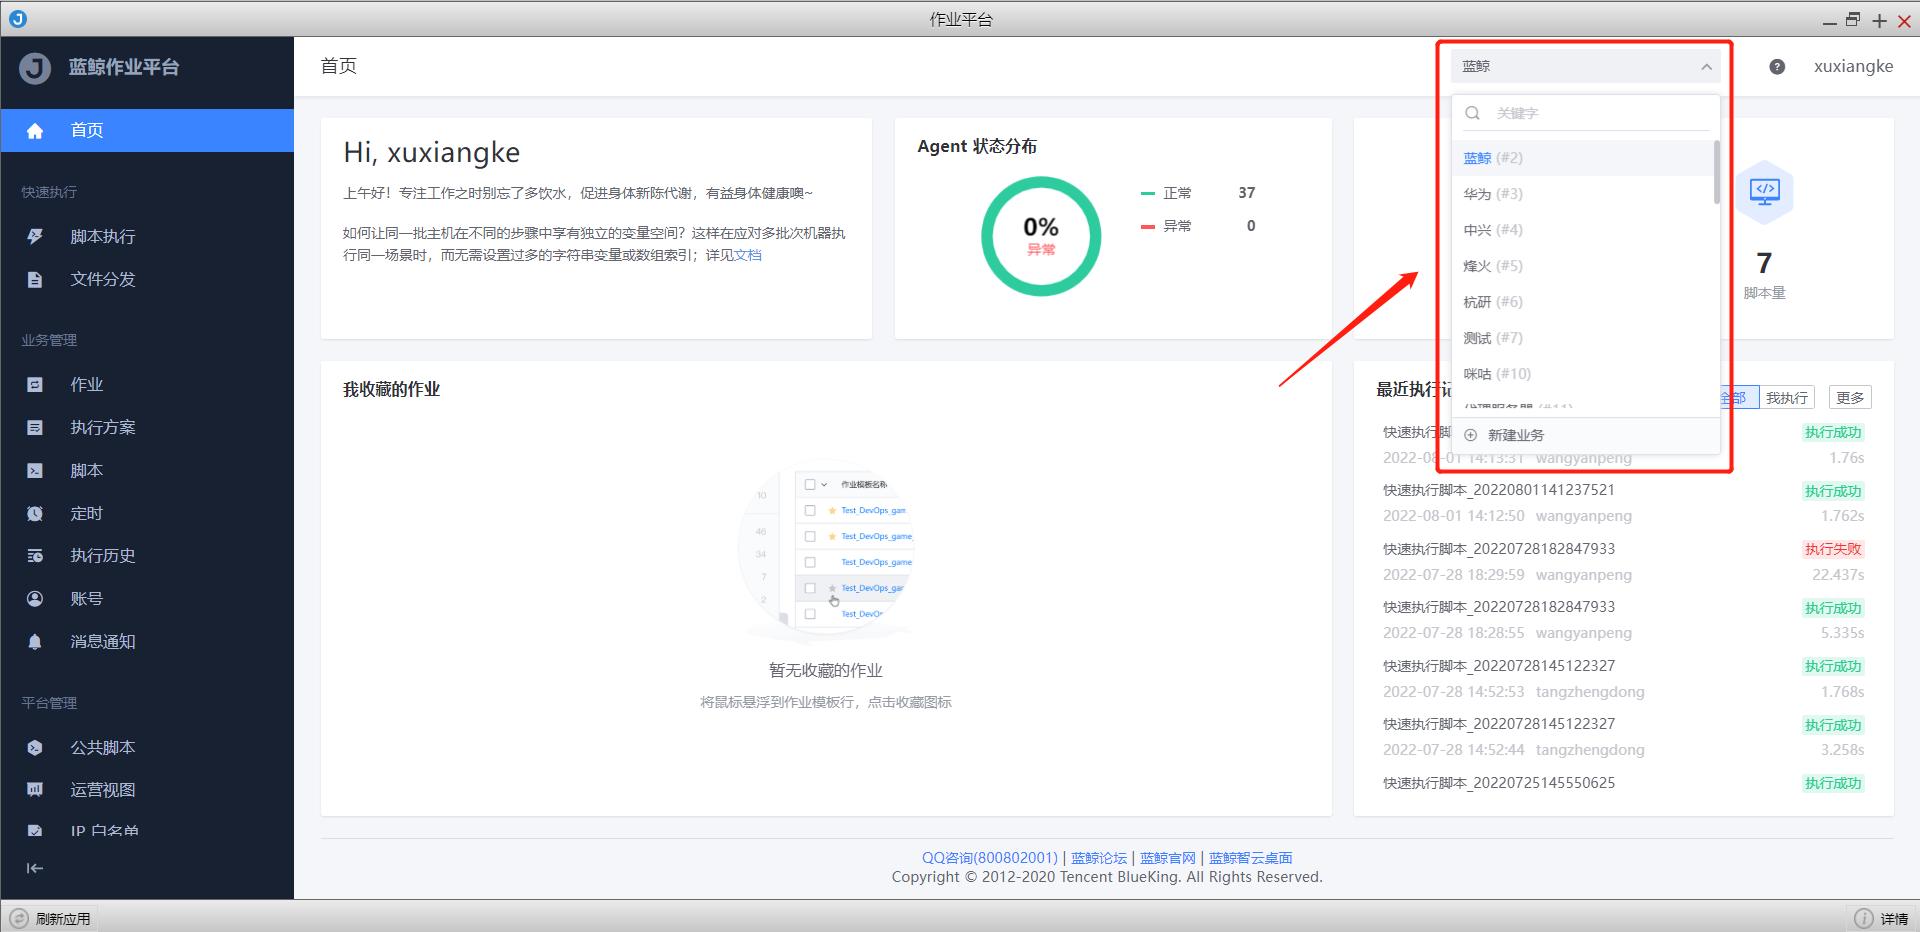 作业平台
蓝鲸作业平台
首页
快速执行
脚本执行
文件分发
业务管理
作业
执行方案
脚本
定时
执行历史
账号
消息通知
平台管理
公共脚本
运营视图
IP 白名单
首页
蓝鲸
xuxiangke
关键字
蓝鲸 (#2)
华为 (#3)
中兴 (#4)
烽火 (#5)
杭研 (#6)
测试 (#7)
咪咕 (#10)
新建业务
Hi, xuxiangke
上午好！专注工作之时别忘了多饮水，促进身体新陈代谢，有益身体健康噢~
如何让同一批主机在不同的步骤中享有独立的变量空间？这样在应对多批次机器执
行同一场景时，而无需设置过多的字符串变量或数组索引；详见文档
Agent 状态分布
0%
异常
正常 37
异常 0
7
脚本量
我收藏的作业
10
46
34
7
2
作业模板名称
Test_DevOps_gam
Test_DevOps_game_
Test_DevOps_game
Test_DevOps_gam
Test_DevOp
暂无收藏的作业
将鼠标悬浮到作业模板行，点击收藏图标
最近执行记
全部 我执行 更多
快速执行脚 执行成功
2022-08-01 14:13:31 wangyanpeng 1.76s
快速执行脚本_20220801141237521 执行成功
2022-08-01 14:12:50 wangyanpeng 1.762s
快速执行脚本_20220728182847933 执行失败
2022-07-28 18:29:59 wangyanpeng 22.437s
快速执行脚本_20220728182847933 执行成功
2022-07-28 18:28:55 wangyanpeng 5.335s
快速执行脚本_20220728145122327 执行成功
2022-07-28 14:52:53 tangzhengdong 1.768s
快速执行脚本_20220728145122327 执行成功
2022-07-28 14:52:44 tangzhengdong 3.258s
快速执行脚本_20220725145550625 执行成功
QQ咨询(800802001) | 蓝鲸论坛 | 蓝鲸官网 | 蓝鲸智云桌面
Copyright © 2012-2020 Tencent BlueKing. All Rights Reserved.
刷新应用
详情